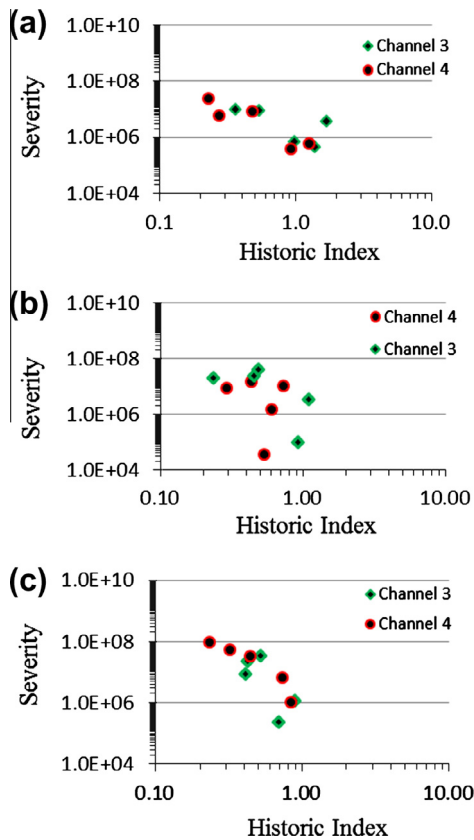 (a)
1.0E+10
1.0E+08
1.0E+06
1.0E+04
Severity
Channel 3
Channel 4
0.1 1.0 10.0
Historic Index
(b)
1.0E+10
1.0E+08
1.0E+06
1.0E+04
Severity
Channel 4
Channel 3
0.10 1.00 10.00
Historic Index
(c)
1.0E+10
1.0E+08
1.0E+06
1.0E+04
Severity
Channel 3
Channel 4
0.10 1.00 10.00
Historic Index